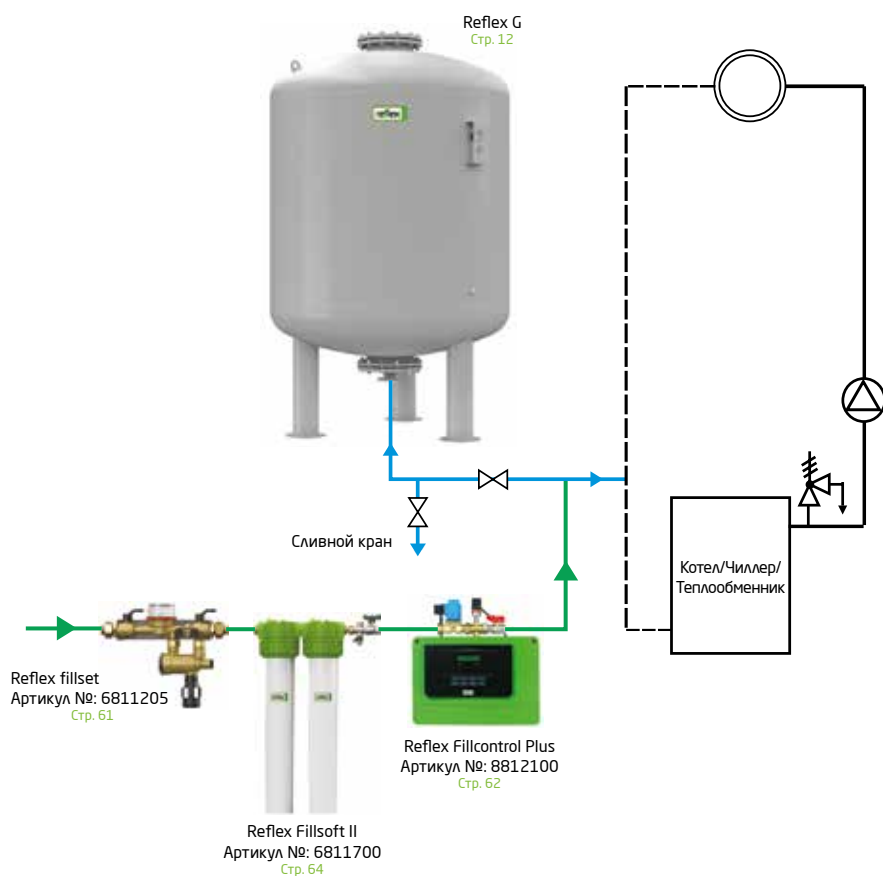 Reflex G
Стр. 12
reflex
Сливной кран
Котел/Чиллер/
Теплообменник
Reflex fillset
Артикул №: 6811205
Стр. 61
Reflex Fillcontrol Plus
Артикул №: 8812100
Стр. 62
Reflex Fillsoft II
Артикул №: 6811700
Стр. 64